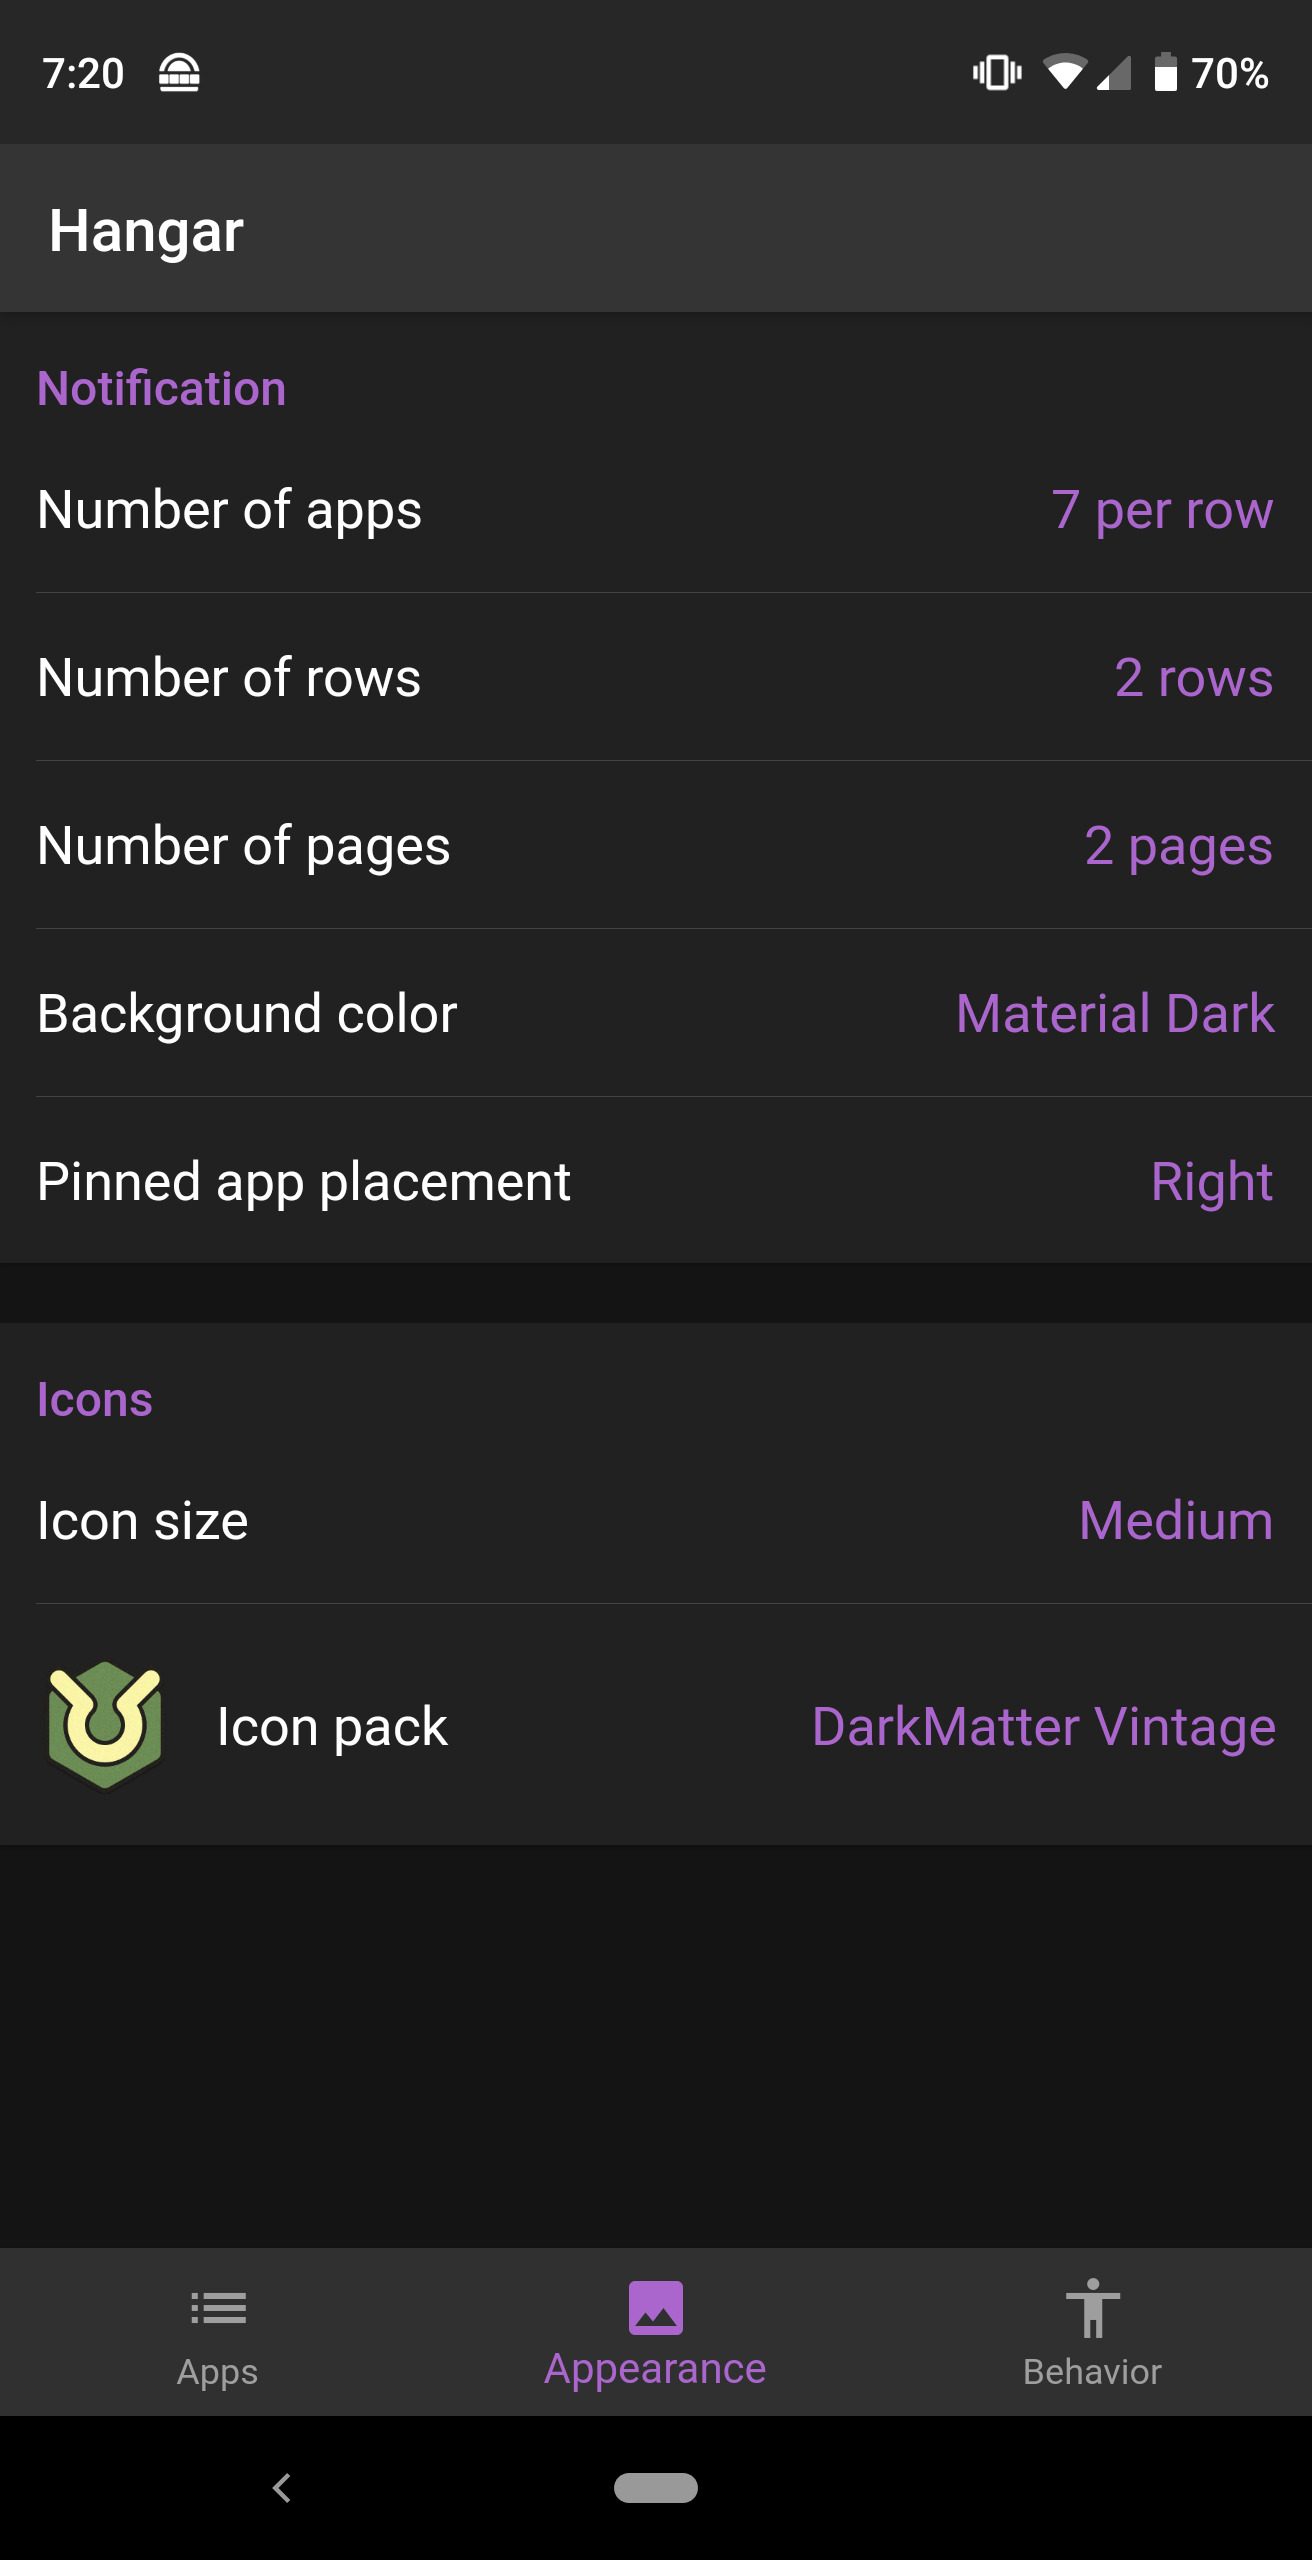 7:20 70%
Hangar
Notification
Number of apps 7 per row
Number of rows 2 rows
Number of pages 2 pages
Background color Material Dark
Pinned app placement Right
Icons
Icon size Medium
Icon pack DarkMatter Vintage
Apps Appearance Behavior